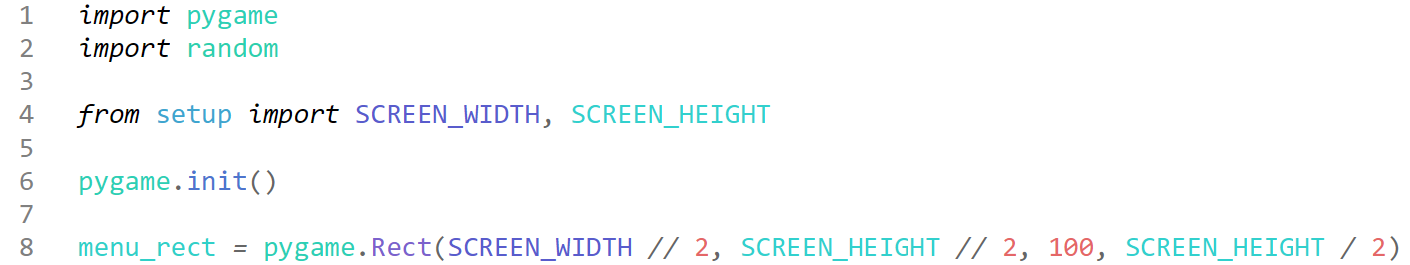 1 import pygame
2 import random
3
4 from setup import SCREEN_WIDTH, SCREEN_HEIGHT
5
6 pygame.init()
7
8 menu_rect = pygame.Rect(SCREEN_WIDTH // 2, SCREEN_HEIGHT // 2, 100, SCREEN_HEIGHT / 2)